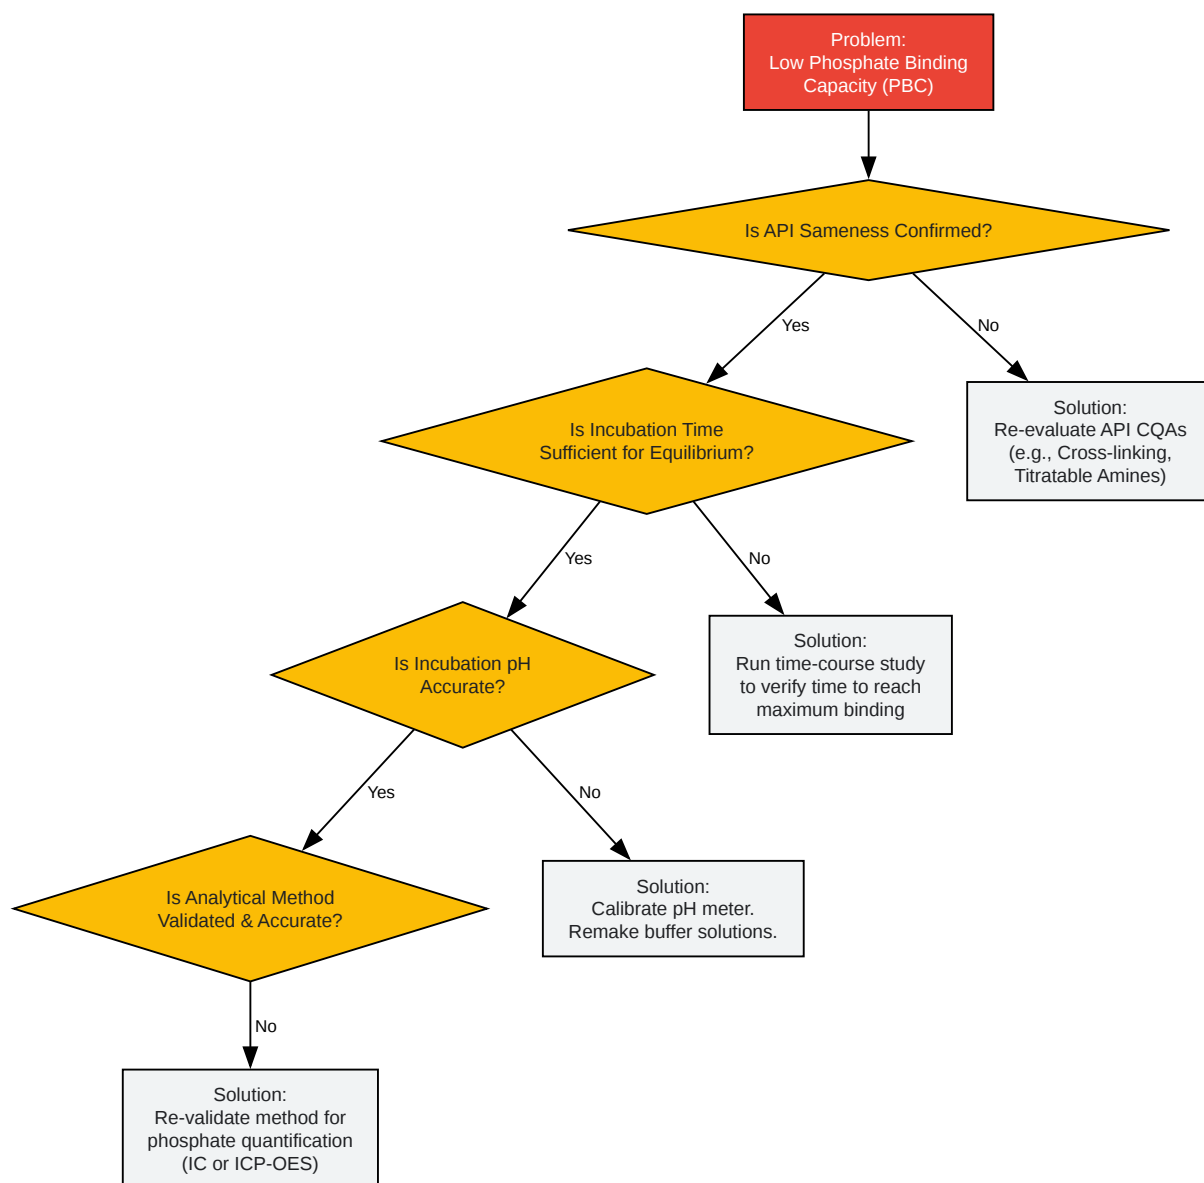 Problem:
Low Phosphate Binding
Capacity (PBC)
Is API Sameness Confirmed?
Yes
No
Is Incubation Time
Sufficient for Equilibrium?
Solution:
Re-evaluate API CQAs
(e.g., Cross-linking,
Titratable Amines)
Yes
No
Is Incubation pH
Accurate?
Solution:
Run time-course study
to verify time to reach
maximum binding
Yes
No
Is Analytical Method
Validated & Accurate?
Solution:
Calibrate pH meter.
Remake buffer solutions.
No
Solution:
Re-validate method for
phosphate quantification
(IC or ICP-OES)